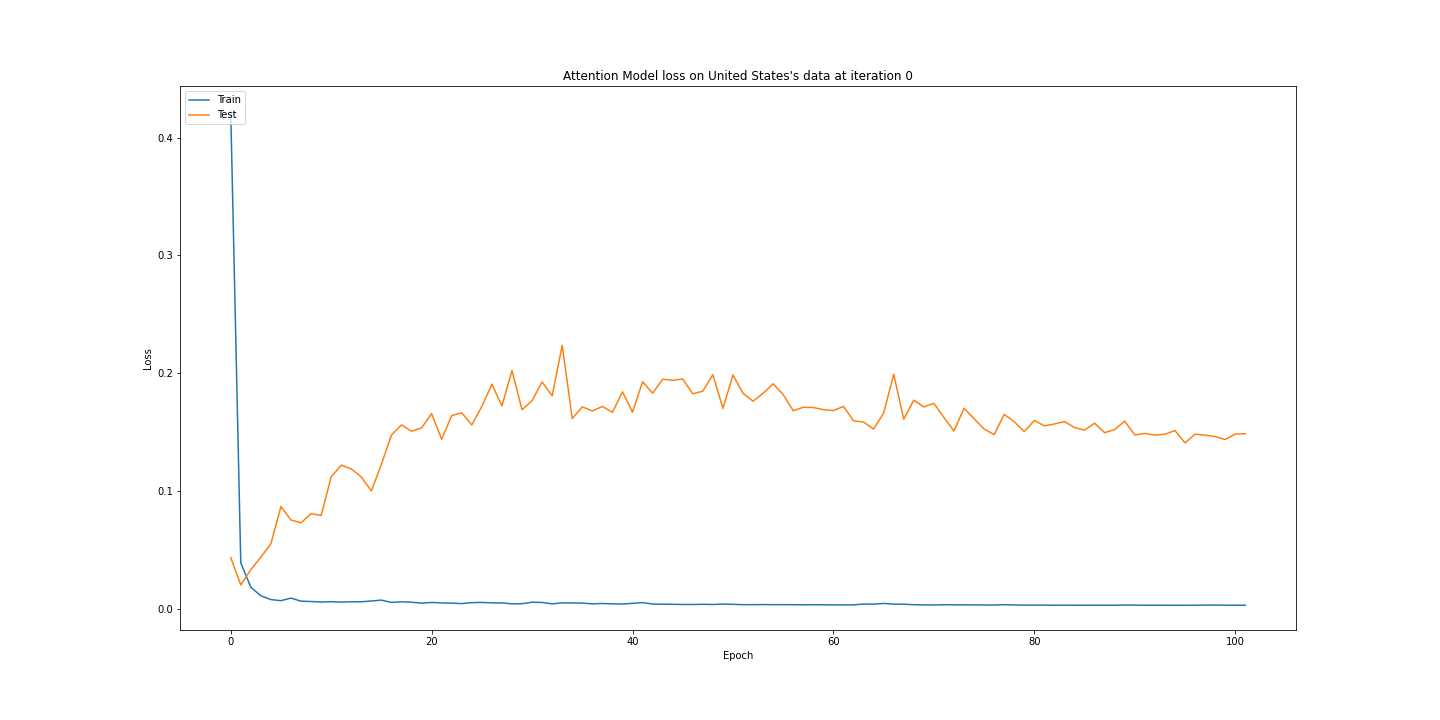 Attention Model loss on United States's data at iteration 0
Train
Test
0.4
0.3
0.2
0.1
0.0
Loss
0 20 40 60 80 100
Epoch